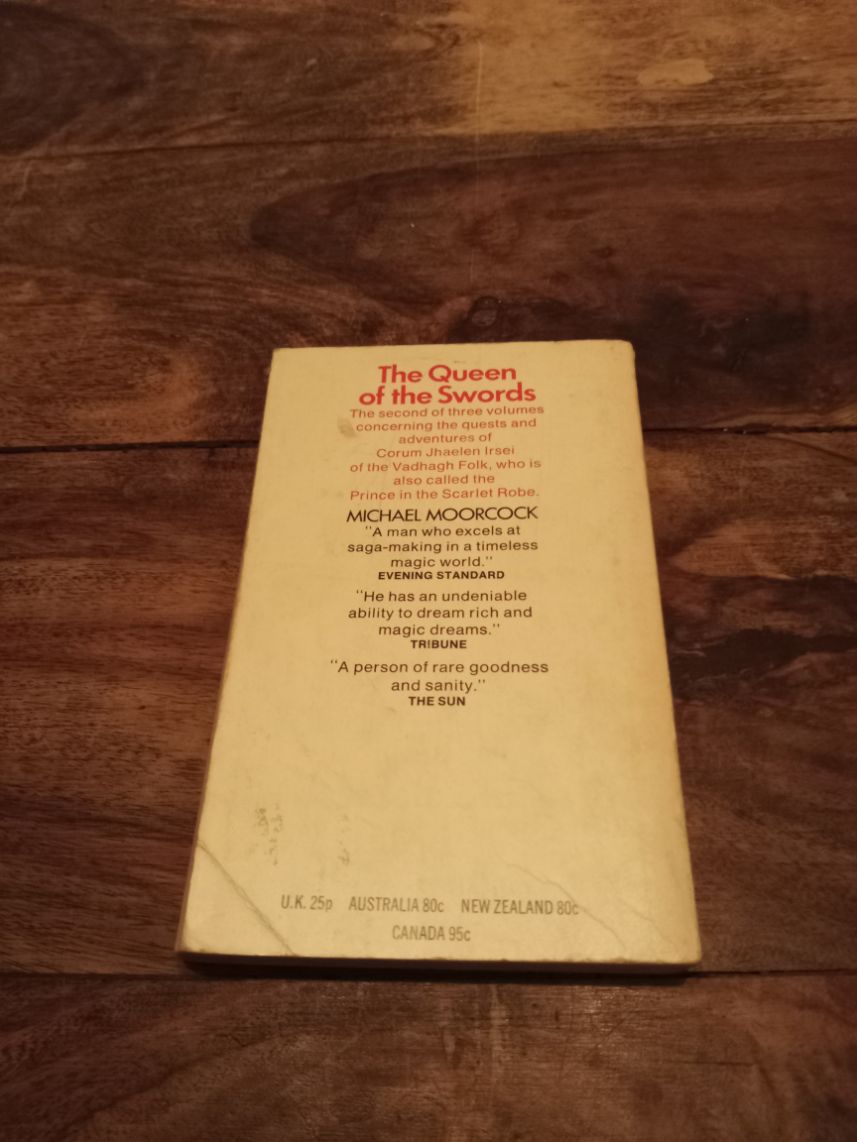 The Queen
of the Swords
The second of three volumes
concerning the quests and
adventures of
Corum Jhaelen Irsei
of the Vadhagh Folk, who is
also called the
Prince in the Scarlet Robe.
MICHAEL MOORCOCK
"A man who excels at
saga-making in a timeless
magic world."
EVENING STANDARD
"He has an undeniable
ability to dream rich and
magic dreams."
TRIBUNE
"A person of rare goodness
and sanity."
THE SUN
U.K. 25p AUSTRALIA 80c NEW ZEALAND 80c
CANADA 95c